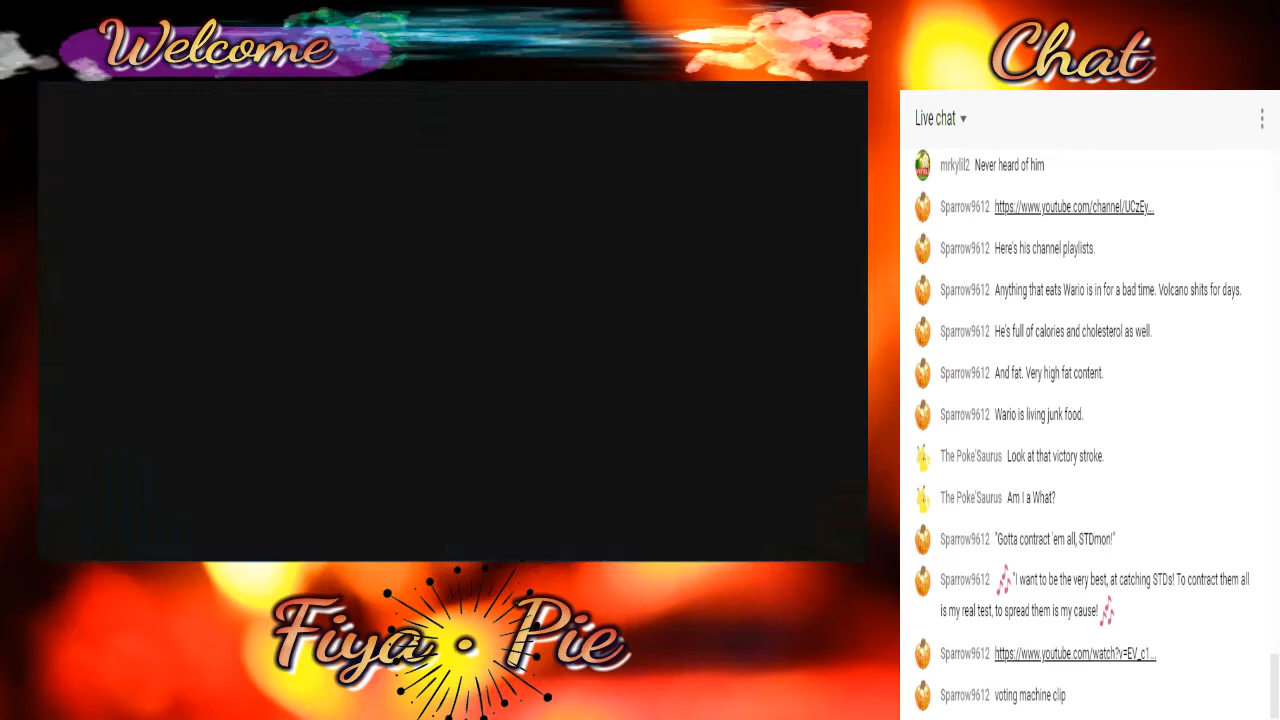 Welcome
Chat
Live chat
mrkylil2 Never heard of him
Sparrow9612 https://www.youtube.com/channel/UCzEy...
Sparrow9612 Here's his channel playlists.
Sparrow9612 Anything that eats Wario is in for a bad time. Volcano shits for days.
Sparrow9612 He's full of calories and cholesterol as well.
Sparrow9612 And fat. Very high fat content.
Sparrow9612 Wario is living junk food.
The Poke'Saurus Look at that victory stroke.
The Poke'Saurus Am I a What?
Sparrow9612 "Gotta contract 'em all, STDmon!"
Sparrow9612 🎶"I want to be the very best, at catching STDs! To contract them all
is my real test, to spread them is my cause!🎶
Sparrow9612 https://www.youtube.com/watch?v=EV_c1...
Sparrow9612 voting machine clip
Fiya • Pie